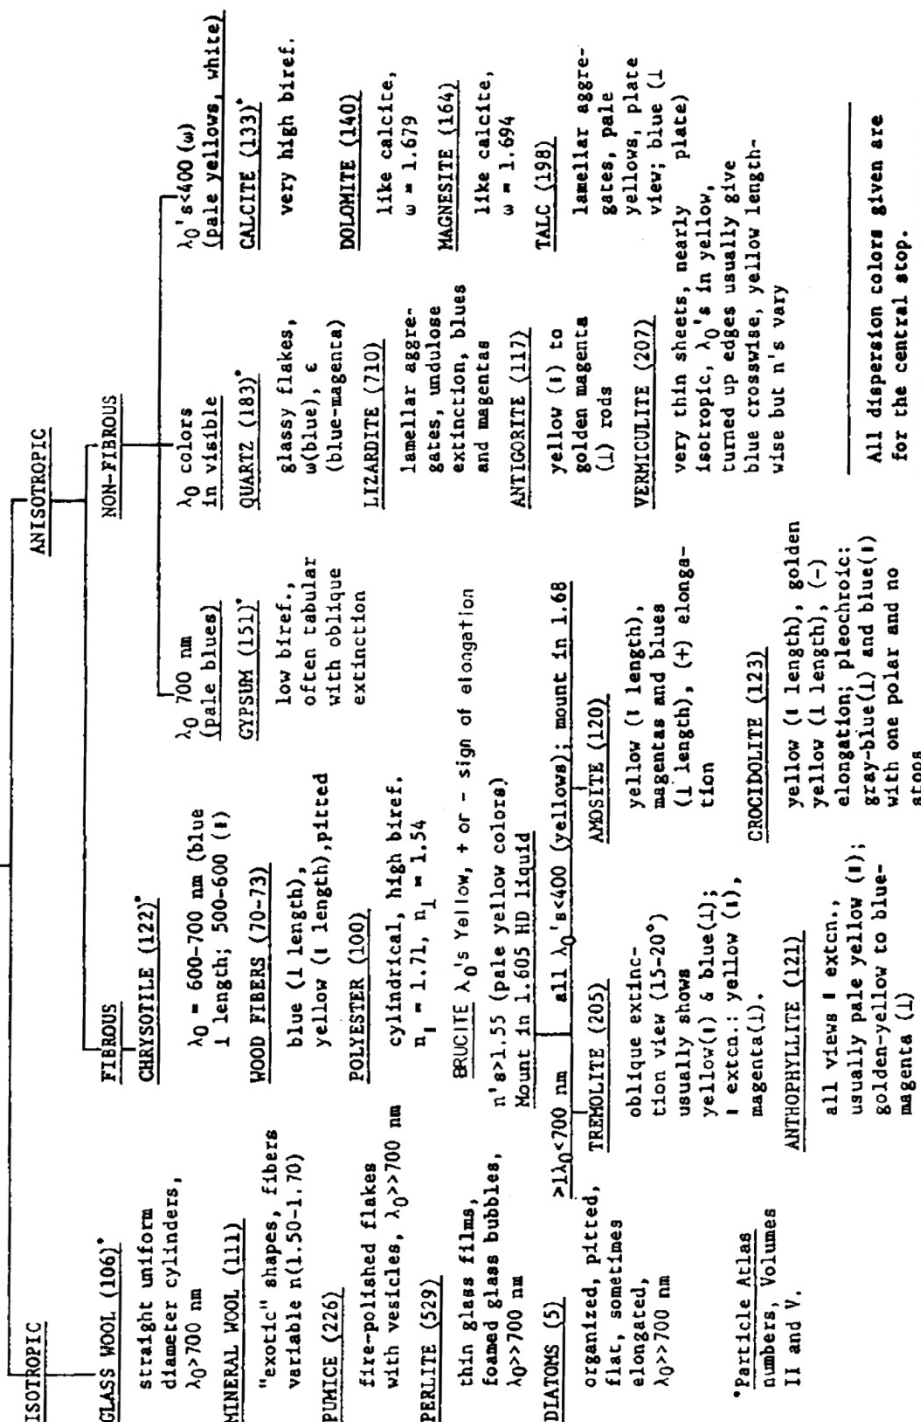 ISOTROPIC
GLASS WOOL (106)*
straight uniform
diameter cylinders,
λ0>700 nm
MINERAL WOOL (111)
"exotic" shapes, fibers
variable n(1.50-1.70)
PUMICE (226)
fire-polished flakes
with vesicles, λ0>>700 nm
PERLITE (529)
thin glass films,
foamed glass bubbles,
λ0>>700 nm
DIATOMS (5)
organized, pitted,
flat, sometimes
elongated,
λ0>>700 nm
*Particle Atlas
numbers, Volumes
II and V.
ANISOTROPIC
FIBROUS
CHRYSOTILE (122)*
λ0 = 600-700 nm (blue
⊥ length; 500-600 (∥)
WOOD FIBERS (70-73)
blue (⊥ length),
yellow (∥ length),pitted
POLYESTER (100)
cylindrical, high biref.
n∥ = 1.71, n⊥ = 1.54
BRUCITE λ0's Yellow, + or - sign of elongation
n's>1.55 (pale yellow colors)
Mount in 1.605 HD liquid
>1λ0<700 nm
all λ0's<400 (yellows); mount in 1.68
TREMOLITE (205)
oblique extinc-
tion view (15-20°)
usually shows
yellow(∥) & blue(⊥);
∥ extcn.: yellow (∥),
magenta(⊥).
ANTHOPHYLLITE (121)
all views ∥ extcn.,
usually pale yellow (∥);
golden-yellow to blue-
magenta (⊥)
AMOSITE (120)
yellow (∥ length),
magentas and blues
(⊥ length), (+) elonga-
tion
CROCIDOLITE (123)
yellow (∥ length), golden
yellow (⊥ length), (-)
elongation; pleochroic:
gray-blue(⊥) and blue(∥)
with one polar and no
stops
NON-FIBROUS
λ0 700 nm
(pale blues)
GYPSUM (151)*
low biref.,
often tabular
with oblique
extinction
λ0 colors
in visible
QUARTZ (183)*
glassy flakes,
ω(blue), ε
(blue-magenta)
LIZARDITE (710)
lamellar aggre-
gates, undulose
extinction, blues
and magentas
ANTIGORITE (117)
yellow (∥) to
golden magenta
(⊥) rods
VERMICULITE (207)
very thin sheets, nearly
isotropic, λ0's in yellow,
turned up edges usually give
blue crosswise, yellow length-
wise but n's vary
λ0's<400 (ω)
(pale yellows, white)
CALCITE (133)*
very high biref.
DOLOMITE (140)
like calcite,
ω = 1.679
MAGNESITE (164)
like calcite,
ω = 1.694
TALC (198)
lamellar aggre-
gates, pale
yellows, plate
view; blue (⊥
plate)
All dispersion colors given are
for the central stop.